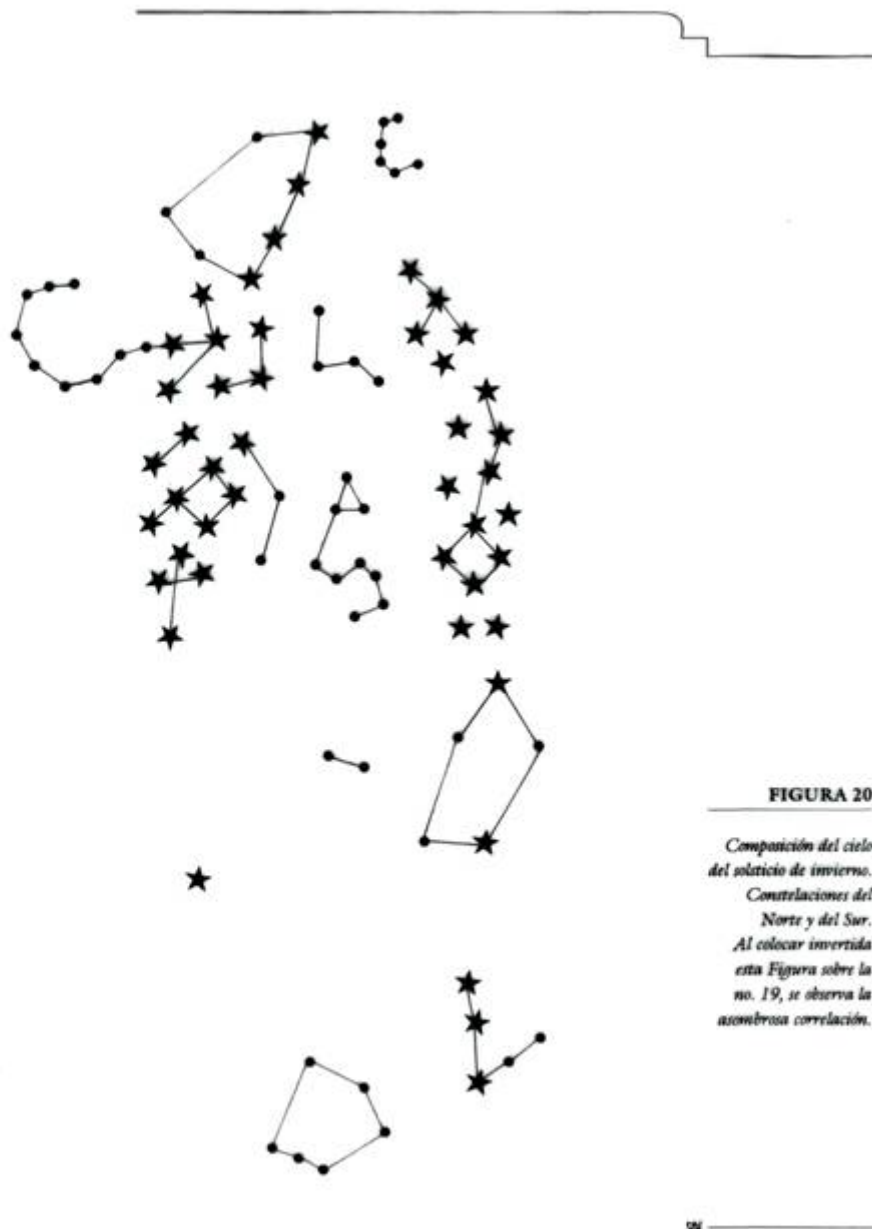 FIGURA 20
Composición del cielo
del solsticio de invierno.
Constelaciones del
Norte y del Sur.
Al colocar invertida
esta Figura sobre la
no. 19, se observa la
asombrosa correlación.